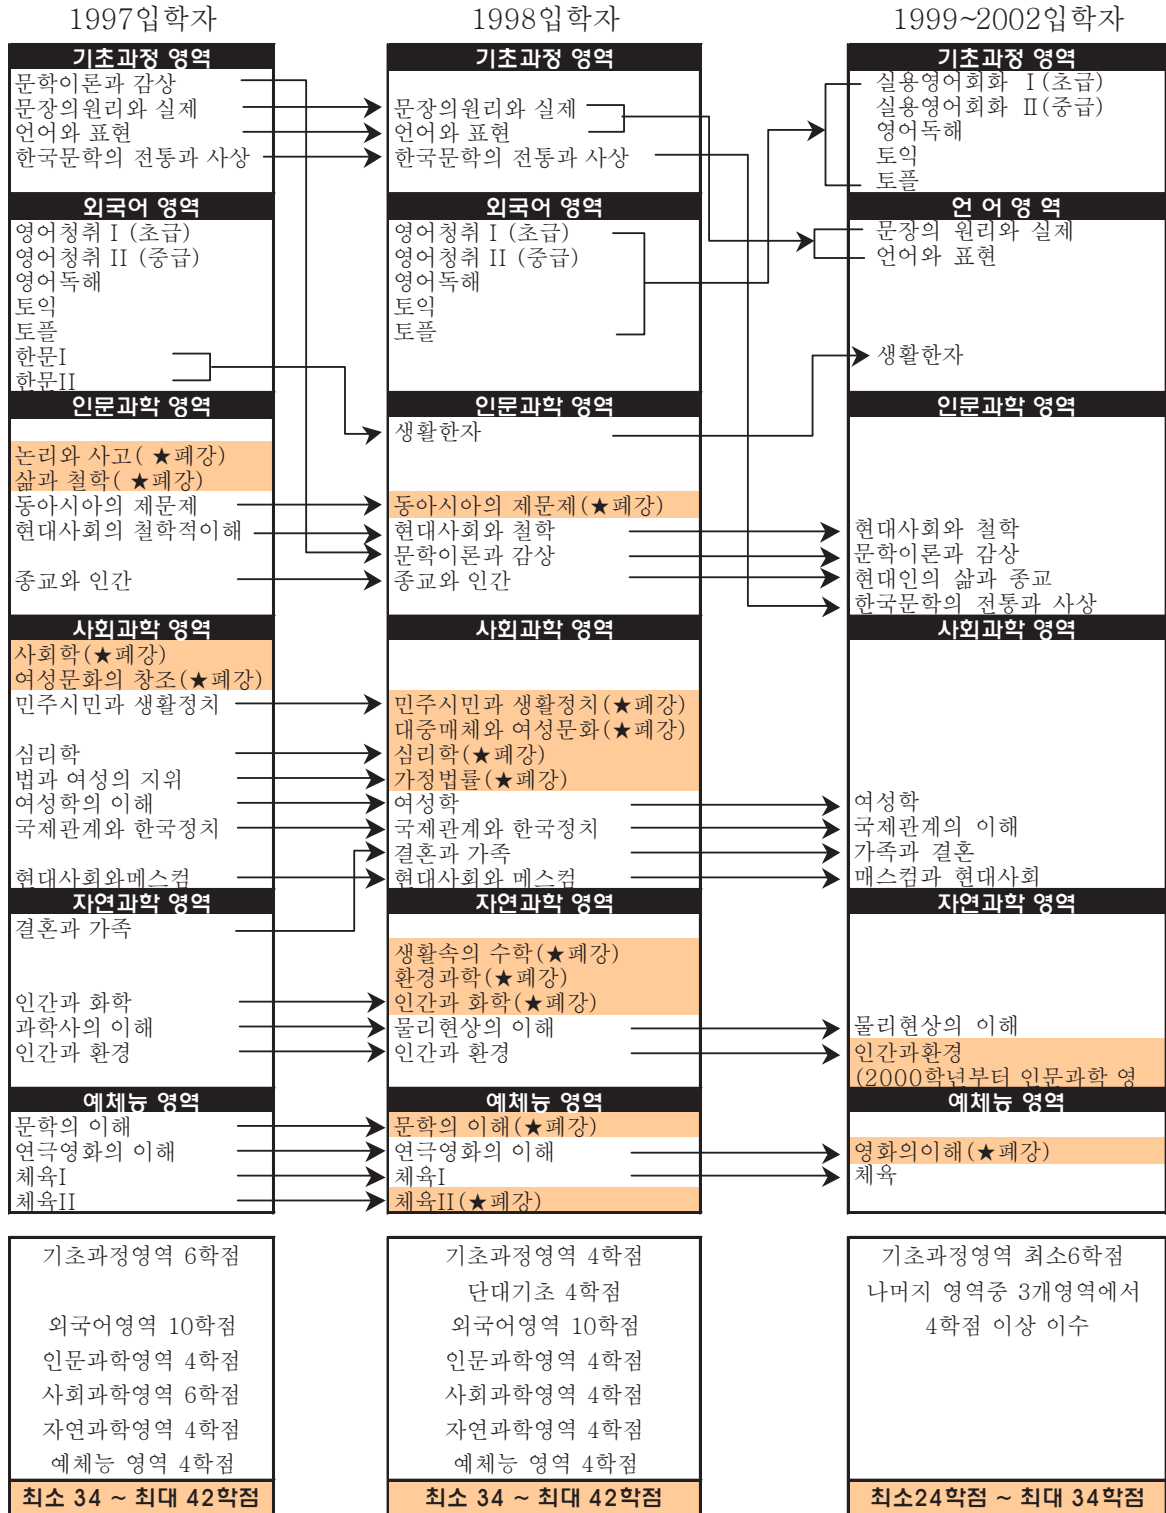 1997입학자
기초과정 영역
문학이론과 감상
문장의원리와 실제
언어와 표현
한국문학의 전통과 사상
외국어 영역
영어청취 I (초급)
영어청취 II (중급)
영어독해
토익
토플
한문I
한문II
인문과학 영역
논리와 사고( ★폐강)
삶과 철학( ★폐강)
동아시아의 제문제
현대사회의 철학적이해
종교와 인간
사회과학 영역
사회학(★폐강)
여성문화의 창조(★폐강)
민주시민과 생활정치
심리학
법과 여성의 지위
여성학의 이해
국제관계와 한국정치
현대사회와메스컴
자연과학 영역
결혼과 가족
인간과 화학
과학사의 이해
인간과 환경
예체능 영역
문학의 이해
연극영화의 이해
체육I
체육II
기초과정영역 6학점
외국어영역 10학점
인문과학영역 4학점
사회과학영역 6학점
자연과학영역 4학점
예체능 영역 4학점
최소 34 ~ 최대 42학점
1998입학자
기초과정 영역
문장의원리와 실제
언어와 표현
한국문학의 전통과 사상
외국어 영역
영어청취 I (초급)
영어청취 II (중급)
영어독해
토익
토플
인문과학 영역
생활한자
동아시아의 제문제(★폐강)
현대사회와 철학
문학이론과 감상
종교와 인간
사회과학 영역
민주시민과 생활정치(★폐강)
대중매체와 여성문화(★폐강)
심리학(★폐강)
가정법률(★폐강)
여성학
국제관계와 한국정치
결혼과 가족
현대사회와 메스컴
자연과학 영역
생활속의 수학(★폐강)
환경과학(★폐강)
인간과 화학(★폐강)
물리현상의 이해
인간과 환경
예체능 영역
문학의 이해(★폐강)
연극영화의 이해
체육I
체육II(★폐강)
기초과정영역 4학점
단대기초 4학점
외국어영역 10학점
인문과학영역 4학점
사회과학영역 4학점
자연과학영역 4학점
예체능 영역 4학점
최소 34 ~ 최대 42학점
1999~2002입학자
기초과정 영역
실용영어회화 Ⅰ(초급)
실용영어회화 Ⅱ(중급)
영어독해
토익
토플
언 어 영 역
문장의 원리와 실제
언어와 표현
생활한자
인문과학 영역
현대사회와 철학
문학이론과 감상
현대인의 삶과 종교
한국문학의 전통과 사상
사회과학 영역
여성학
국제관계의 이해
가족과 결혼
매스컴과 현대사회
자연과학 영역
물리현상의 이해
인간과환경
(2000학년부터 인문과학 영
예체능 영역
영화의이해(★폐강)
체육
기초과정영역 최소6학점
나머지 영역중 3개영역에서
4학점 이상 이수
최소24학점 ~ 최대 34학점